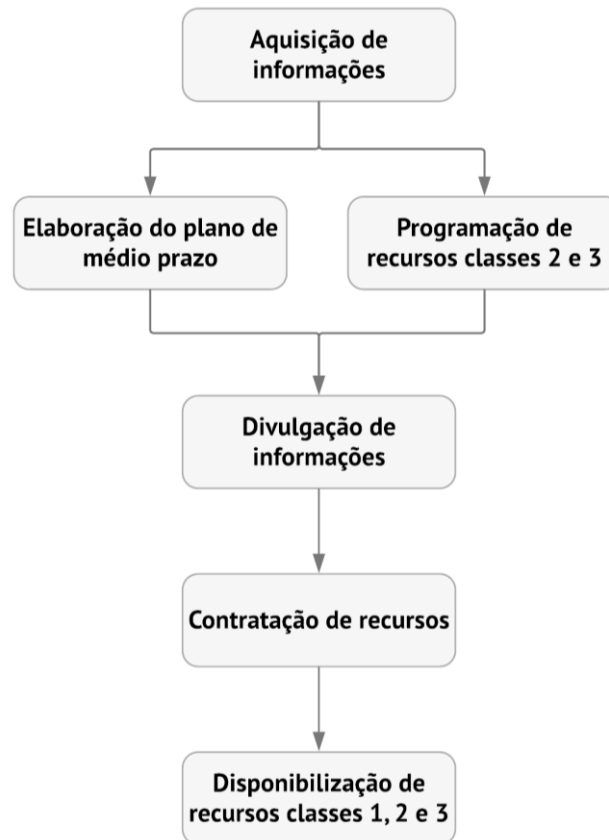 Aquisição de
informações
Elaboração do plano de
médio prazo
Programação de
recursos classes 2 e 3
Divulgação de
informações
Contratação de recursos
Disponibilização de
recursos classes 1, 2 e 3